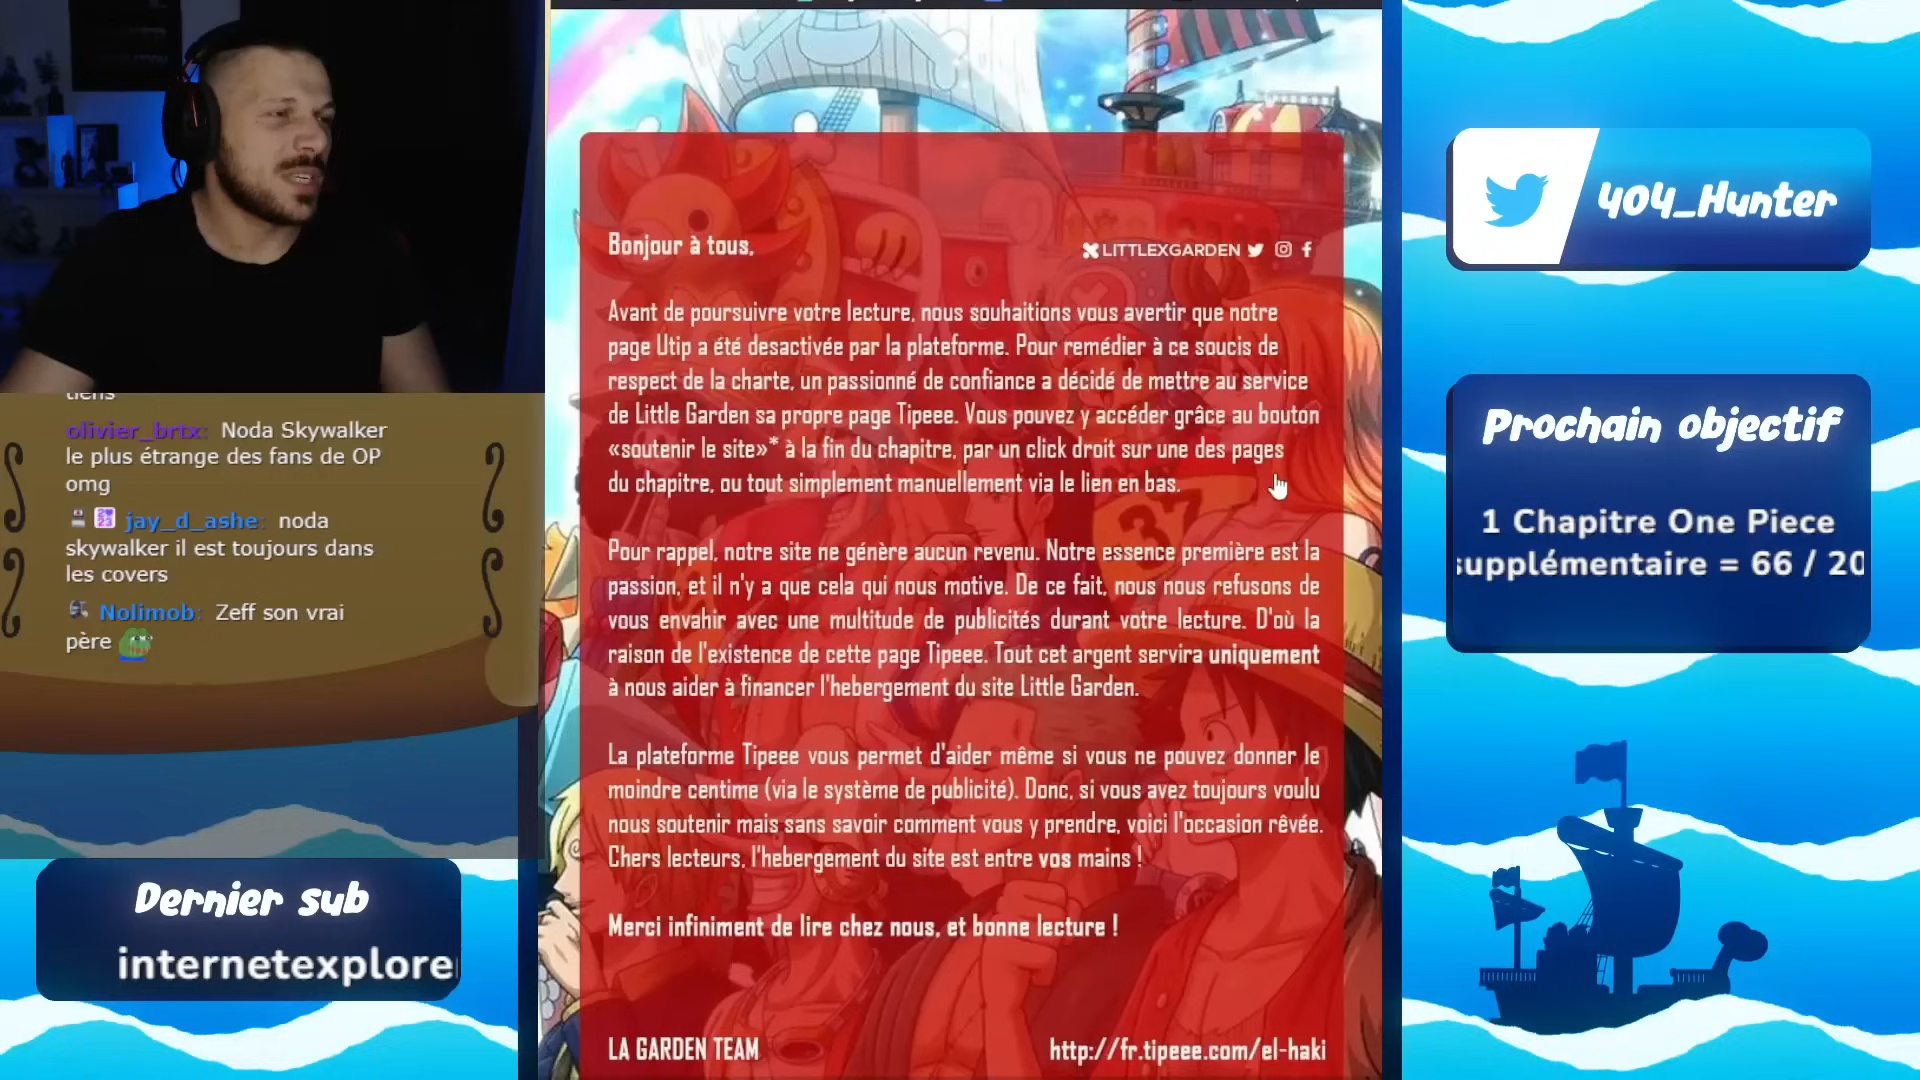 tiens
olivier_brtx: Noda Skywalker
le plus étrange des fans de OP
omg
jay_d_ashe: noda
skywalker il est toujours dans
les covers
Nolimob: Zeff son vrai
père
Dernier sub
internetexplore
Bonjour à tous,
LITTLEXGARDEN
Avant de poursuivre votre lecture, nous souhaitions vous avertir que notre
page Utip a été desactivée par la plateforme. Pour remédier à ce soucis de
respect de la charte, un passionné de confiance a décidé de mettre au service
de Little Garden sa propre page Tipeee. Vous pouvez y accéder grâce au bouton
«soutenir le site»* à la fin du chapitre, par un click droit sur une des pages
du chapitre, ou tout simplement manuellement via le lien en bas.
Pour rappel, notre site ne génère aucun revenu. Notre essence première est la
passion, et il n'y a que cela qui nous motive. De ce fait, nous nous refusons de
vous envahir avec une multitude de publicités durant votre lecture. D'où la
raison de l'existence de cette page Tipeee. Tout cet argent servira uniquement
à nous aider à financer l'hebergement du site Little Garden.
La plateforme Tipeee vous permet d'aider même si vous ne pouvez donner le
moindre centime (via le système de publicité). Donc, si vous avez toujours voulu
nous soutenir mais sans savoir comment vous y prendre, voici l'occasion rêvée.
Chers lecteurs, l'hebergement du site est entre vos mains !
Merci infiniment de lire chez nous, et bonne lecture !
LA GARDEN TEAM
http://fr.tipeee.com/el-haki
404_Hunter
Prochain objectif
1 Chapitre One Piece
supplémentaire = 66 / 20